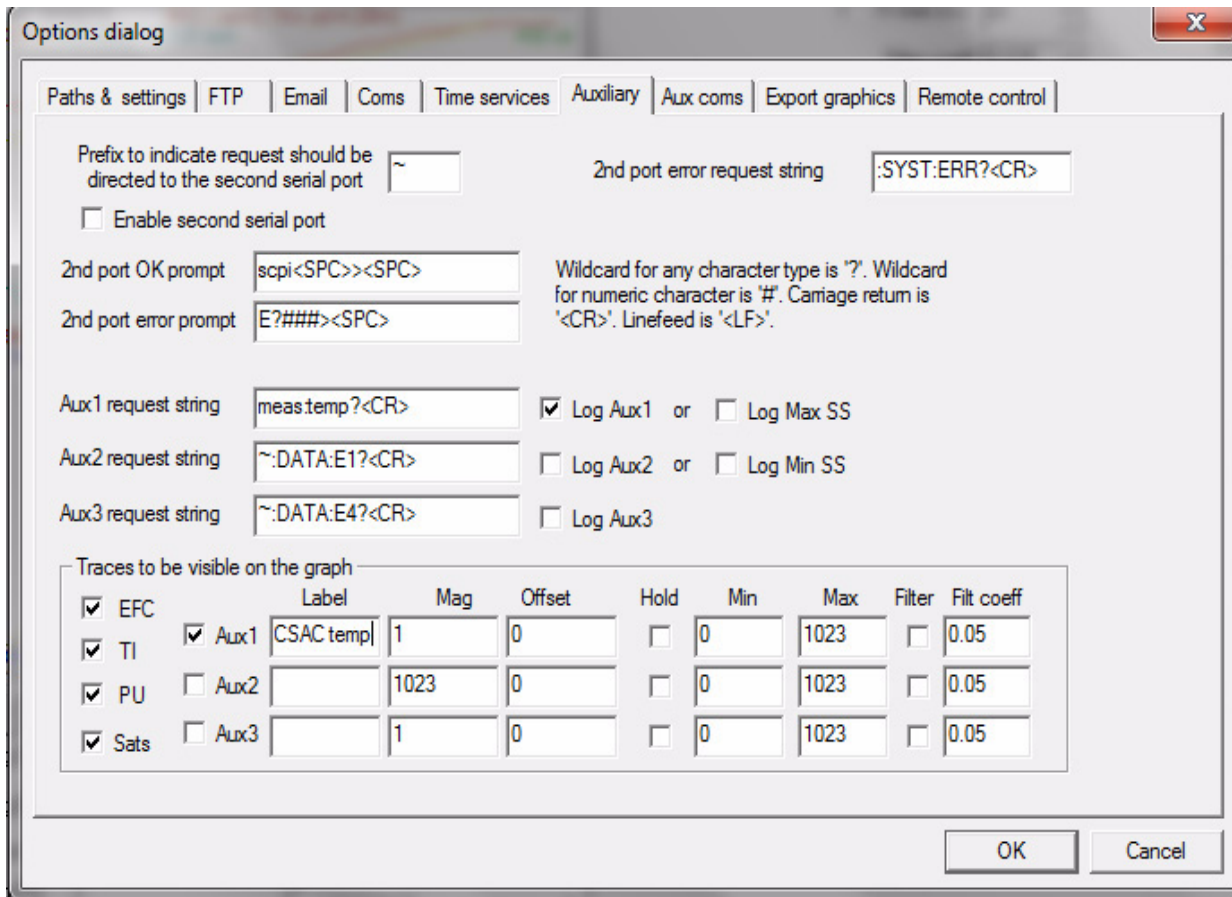 Options dialog
Paths & settings FTP Email Coms Time services Auxiliary Aux coms Export graphics Remote control
Prefix to indicate request should be
directed to the second serial port ~ 2nd port error request string :SYST:ERR?<CR>
Enable second serial port
2nd port OK prompt scpi<SPC>><SPC> Wildcard for any character type is '?'. Wildcard
for numeric character is '#'. Carriage return is
2nd port error prompt E?###><SPC> '<CR>'. Linefeed is '<LF>'.
Aux1 request string meas:temp?<CR> Log Aux1 or Log Max SS
Aux2 request string ~:DATA:E1?<CR> Log Aux2 or Log Min SS
Aux3 request string ~:DATA:E4?<CR> Log Aux3
Traces to be visible on the graph
Label Mag Offset Hold Min Max Filter Filt coeff
EFC
Aux1 CSAC temp 1 0 0 1023 0.05
TI
Aux2 1023 0 0 1023 0.05
PU
Aux3 1 0 0 1023 0.05
Sats
OK Cancel